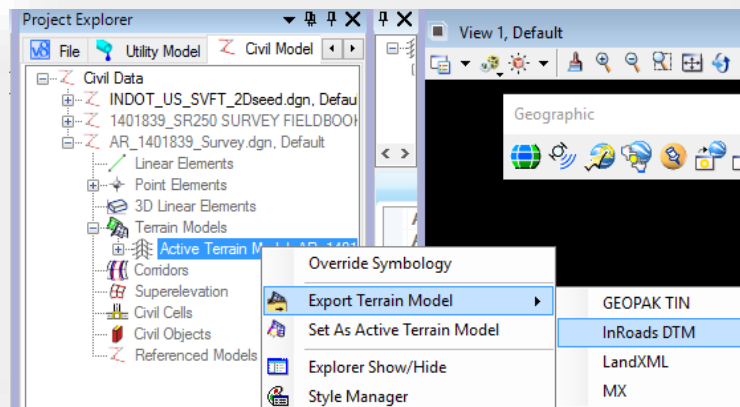 Project Explorer
File Utility Model Civil Model
Civil Data
INDOT_US_SVFT_2Dseed.dgn, Defau
1401839_SR250 SURVEY FIELDBOOK
AR_1401839_Survey.dgn, Default
Linear Elements
Point Elements
3D Linear Elements
Terrain Models
Active Terrain
Corridors
Superelevation
Civil Cells
Civil Objects
Referenced Models
Override Symbology
Export Terrain Model
Set As Active Terrain Model
Explorer Show/Hide
Style Manager
GEOPAK TIN
InRoads DTM
LandXML
MX
View 1, Default
Geographic